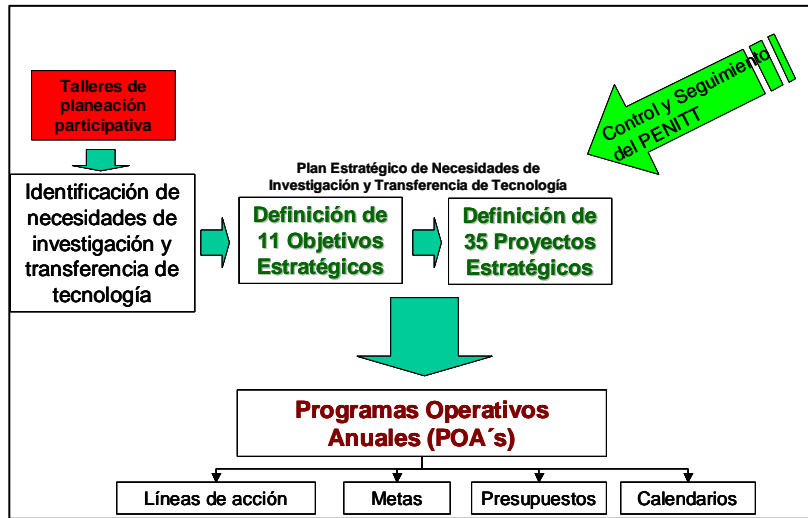 Talleres de
planeación
participativa
Control y Seguimiento
del PENITT
Identificación de
necesidades de
investigación y
transferencia de
tecnología
Plan Estratégico de Necesidades de
Investigación y Transferencia de Tecnología
Definición de
11 Objetivos
Estratégicos
Definición de
35 Proyectos
Estratégicos
Programas Operativos
Anuales (POA´s)
Líneas de acción
Metas
Presupuestos
Calendarios